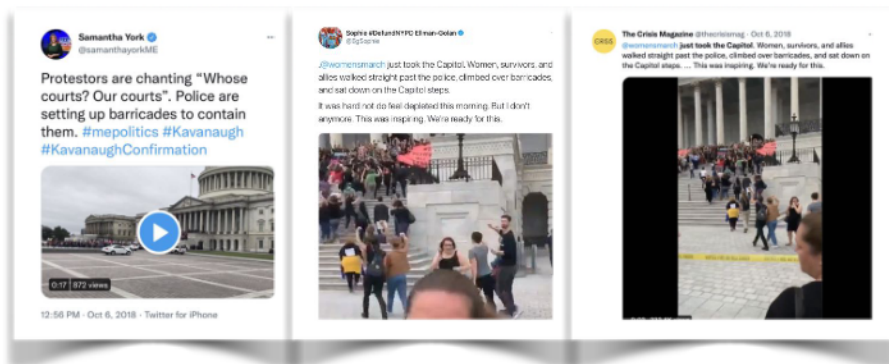 Samantha York
@samanthayorkME
Protestors are chanting “Whose
courts? Our courts”. Police are
setting up barricades to contain
them. #mepolitics #Kavanaugh
#KavanaughConfirmation
0:17 872 views
12:56 PM · Oct 6, 2018 · Twitter for iPhone
Sophie #DefundNYPD Ellman-Golan
@EgSophie
.@womensmarch just took the Capitol. Women, survivors, and
allies walked straight past the police, climbed over barricades,
and sat down on the Capitol steps.
It was hard not do feel depleted this morning. But I don't
anymore. This was inspiring. We're ready for this.
CRISIS
The Crisis Magazine @thecrisismag · Oct 6, 2018
@womensmarch just took the Capitol. Women, survivors, and allies
walked straight past the police, climbed over barricades, and sat down on
the Capitol steps. ... This was inspiring. We're ready for this.